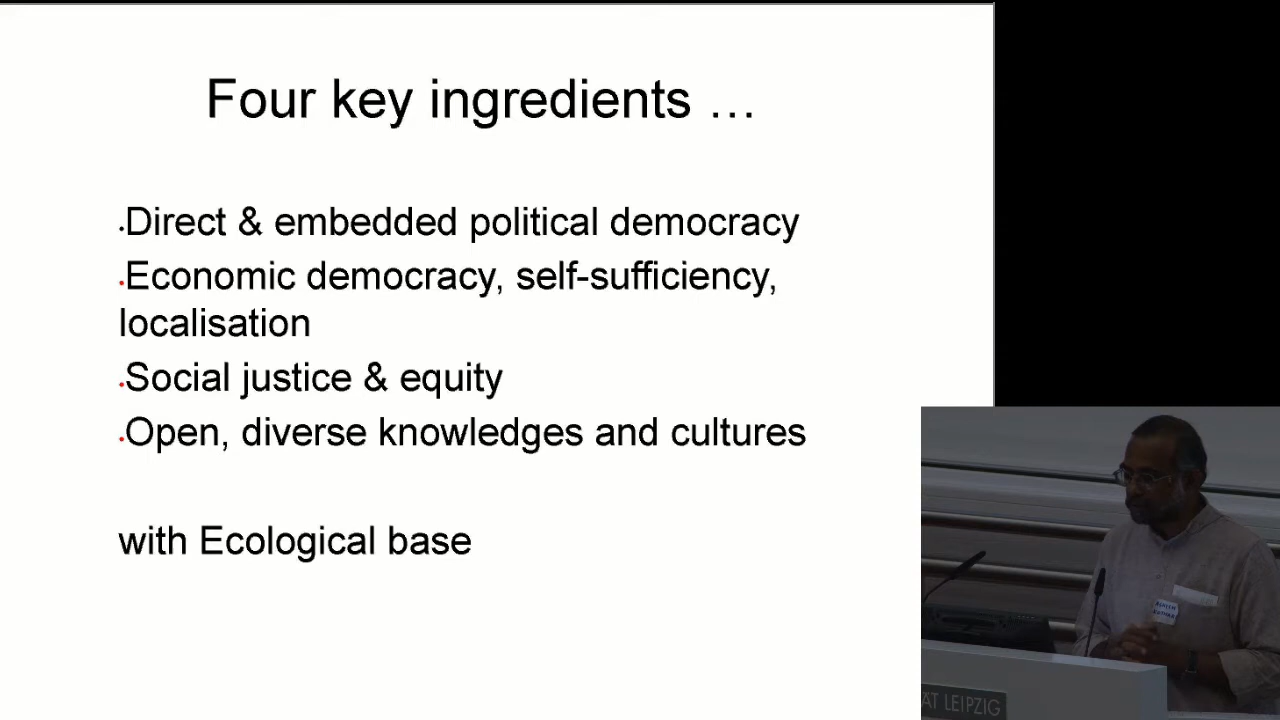 Four key ingredients …
•Direct & embedded political democracy
•Economic democracy, self-sufficiency,
localisation
•Social justice & equity
•Open, diverse knowledges and cultures
with Ecological base
ÄT LEIPZIG